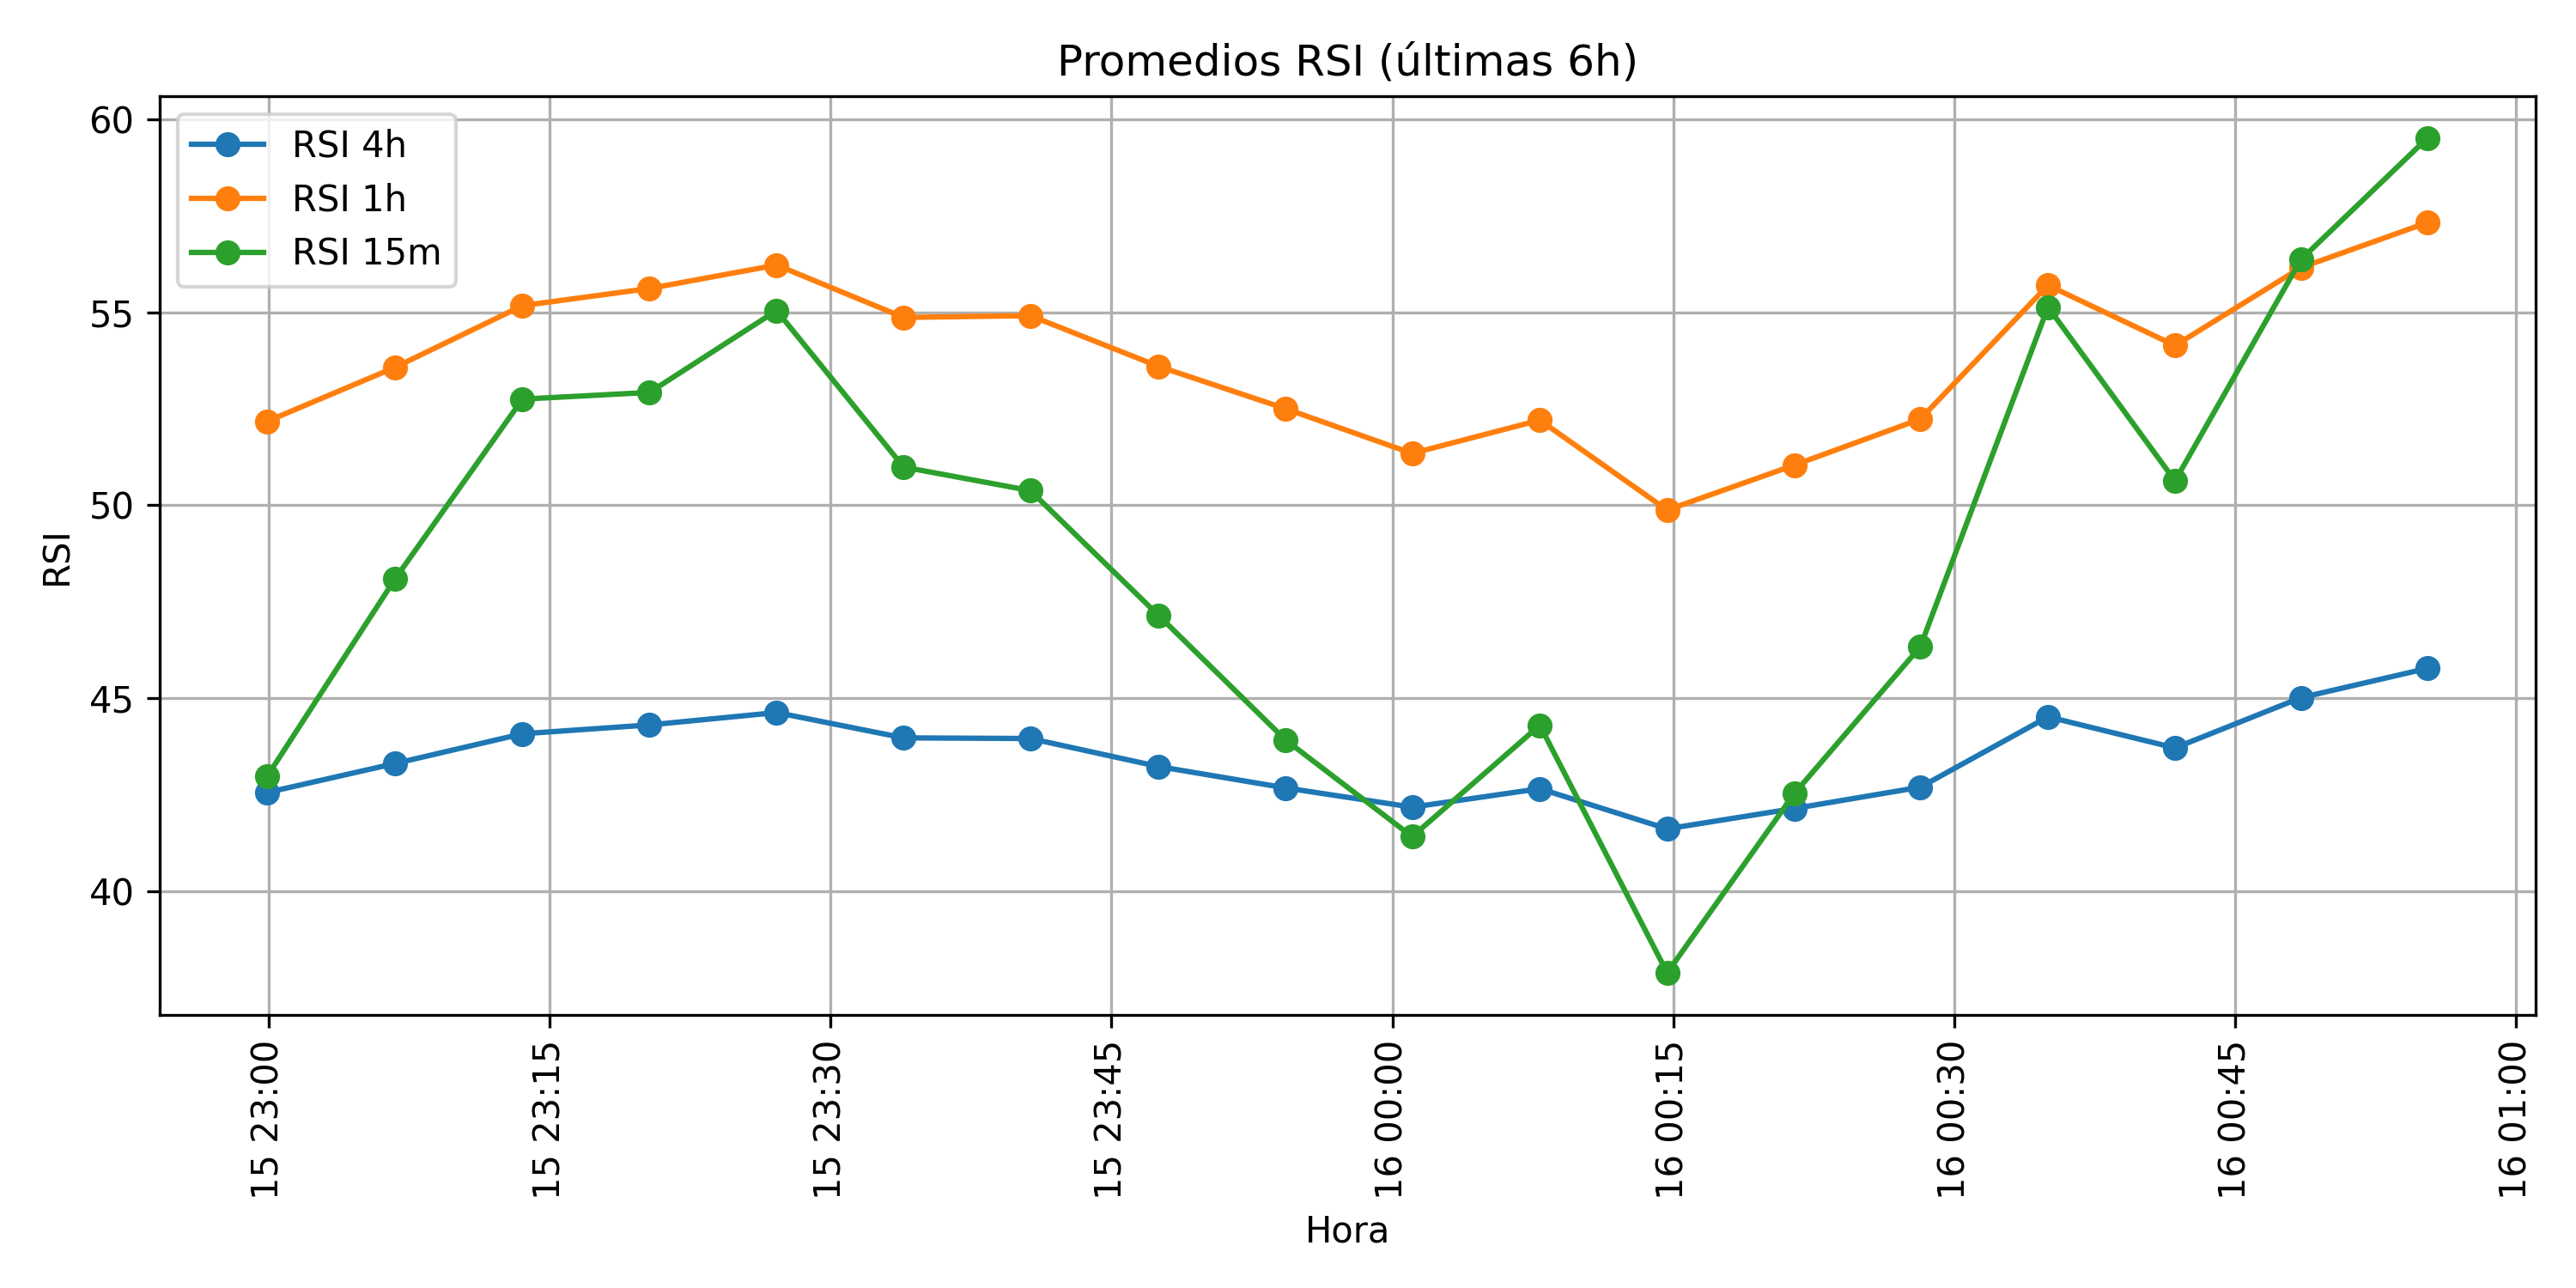 Promedios RSI (últimas 6h)
RSI 4h
RSI 1h
RSI 15m
60
55
50
45
40
RSI
15 23:00
15 23:15
15 23:30
15 23:45
16 00:00
16 00:15
16 00:30
16 00:45
16 01:00
Hora